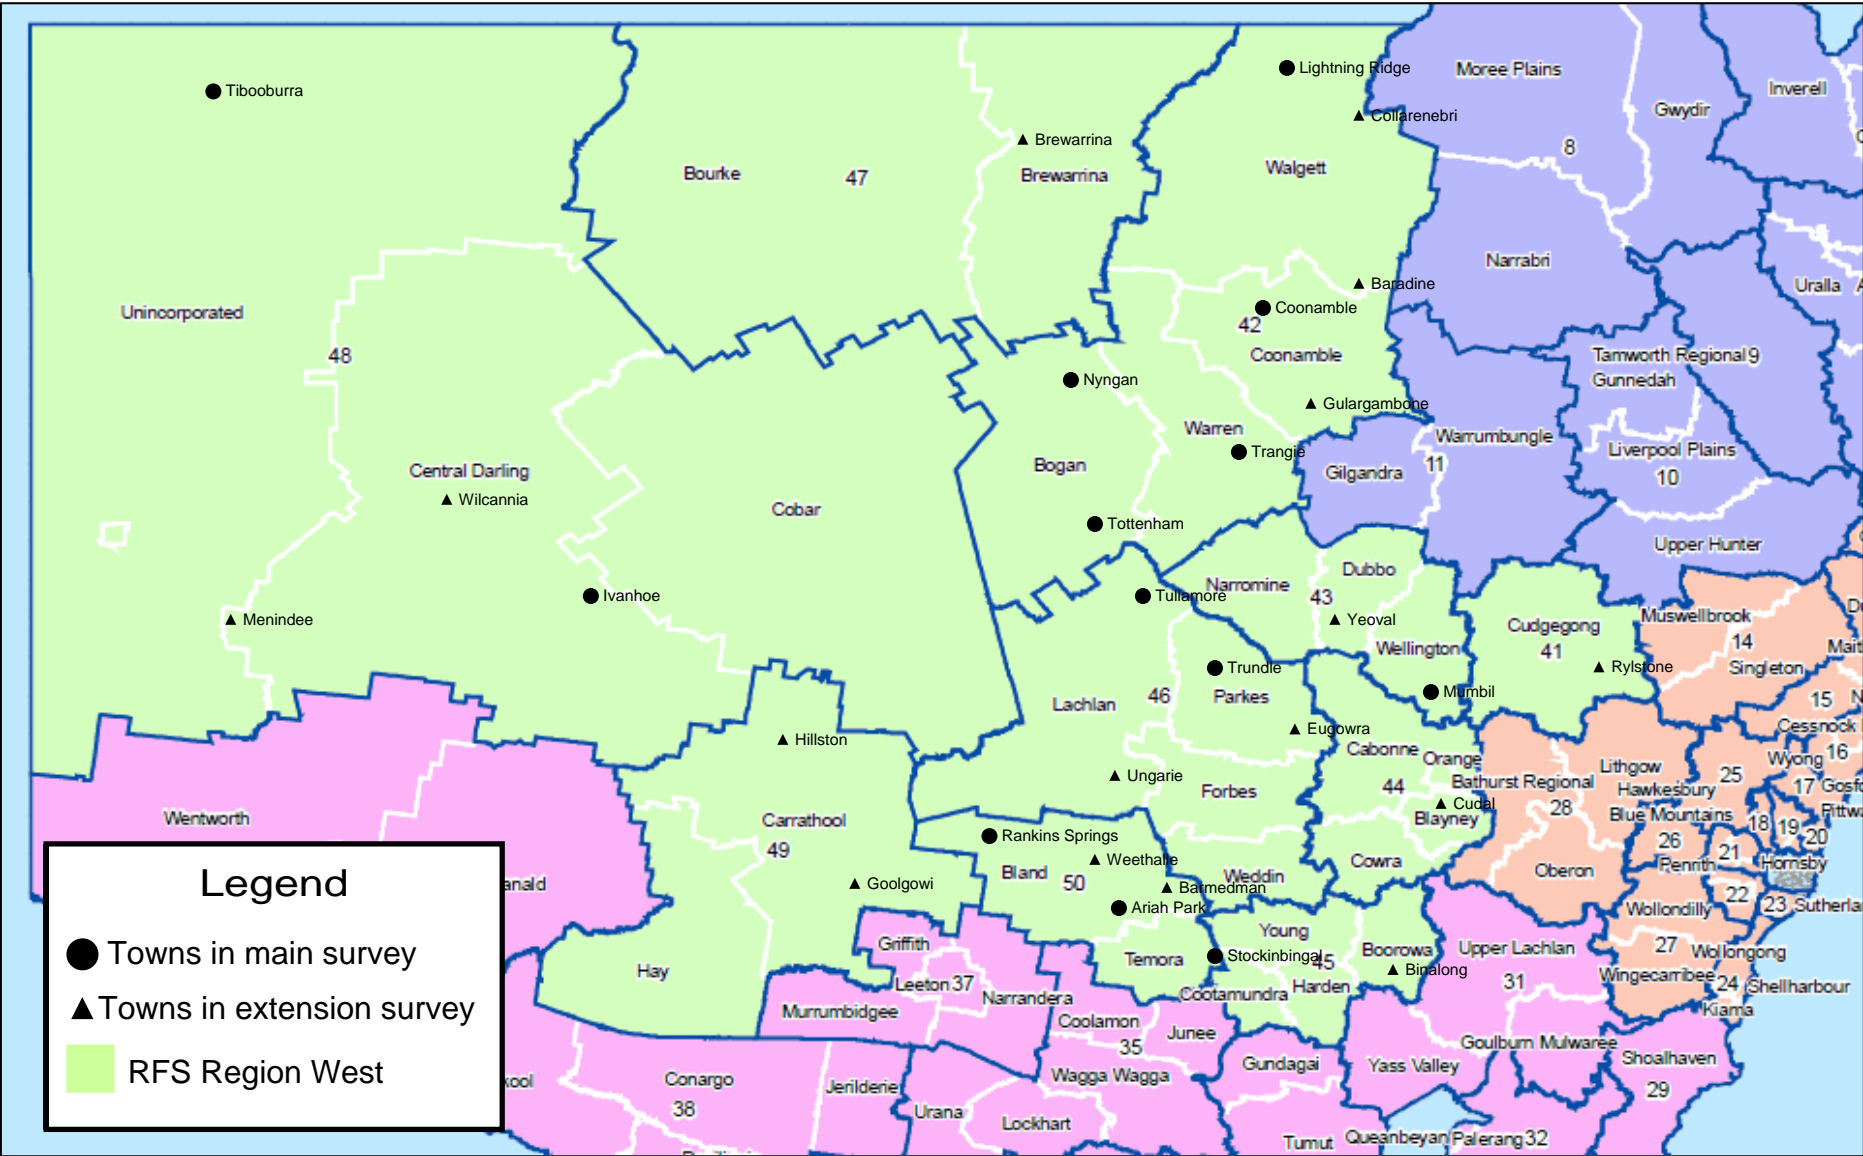 Lightning Ridge
Moree Plains
Inverell
Tibooburra
Gwydir
Collarenebri
Brewarrina
8
Bourke
47
Brewarrina
Walgett
Narrabri
Baradine
Uralla
Unincorporated
Coonamble
42
48
Coonamble
Tamworth Regional 9
Gunnedah
Nyngan
Gulargambone
Warren
Warrumbungle
Trangie
Liverpool Plains
Bogan
11
Gilgandra
10
Central Darling
Wilcannia
Cobar
Tottenham
Upper Hunter
Dubbo
Narromine
Ivanhoe
Tullamore
43
Menindee
Yeoval
Muswellbrook
Cudgegong
14
Wellington
41
Singleton
Rylstone
Trundle
Mumbil
Parkes
46
Lachlan
15
Cessnock
Eugowra
Hillston
Cabonne
Orange
Wyong
16
Lithgow
Ungarie
25
Bathurst Regional
44
Forbes
Hawkesbury
17
Cudal
28
Blayney
Blue Mountains
18
19
20
Wentworth
Carrathool
Rankins Springs
26
49
21
Weethalle
Cowra
Penrith
Hornsby
Bland
50
Weddin
Oberon
Goolgowi
Barmedman
22
23
Ariah Park
Wollondilly
Young
Griffith
27
Wollongong
Upper Lachlan
Boorowa
Stockinbingal
45
Temora
Binalong
Hay
Wingecarribee
24
Shellharbour
31
Leeton 37
Harden
Narrandera
Cootamundra
Kiama
Murrumbidgee
Coolamon
Junee
35
Goulburn Mulwaree
Shoalhaven
Gundagai
Yass Valley
Wagga Wagga
Conargo
Jerilderie
29
38
Urana
Lockhart
Tumut
Queanbeyan
Palerang 32
Legend
Towns in main survey
Towns in extension survey
RFS Region West